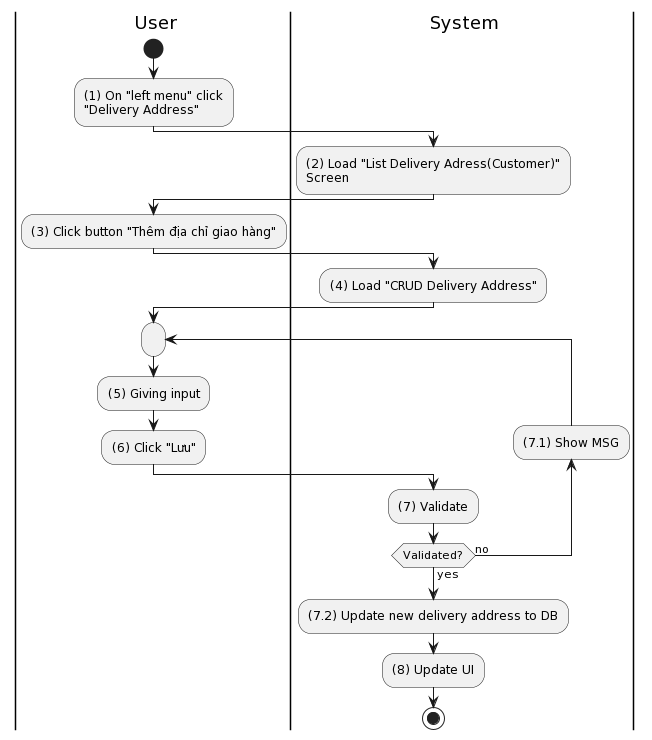 User
System
(1) On "left menu" click
"Delivery Address"
(2) Load "List Delivery Adress(Customer)"
Screen
(3) Click button "Thêm địa chỉ giao hàng"
(4) Load "CRUD Delivery Address"
(5) Giving input
(6) Click "Lưu"
(7.1) Show MSG
(7) Validate
Validated?
no
yes
(7.2) Update new delivery address to DB
(8) Update UI